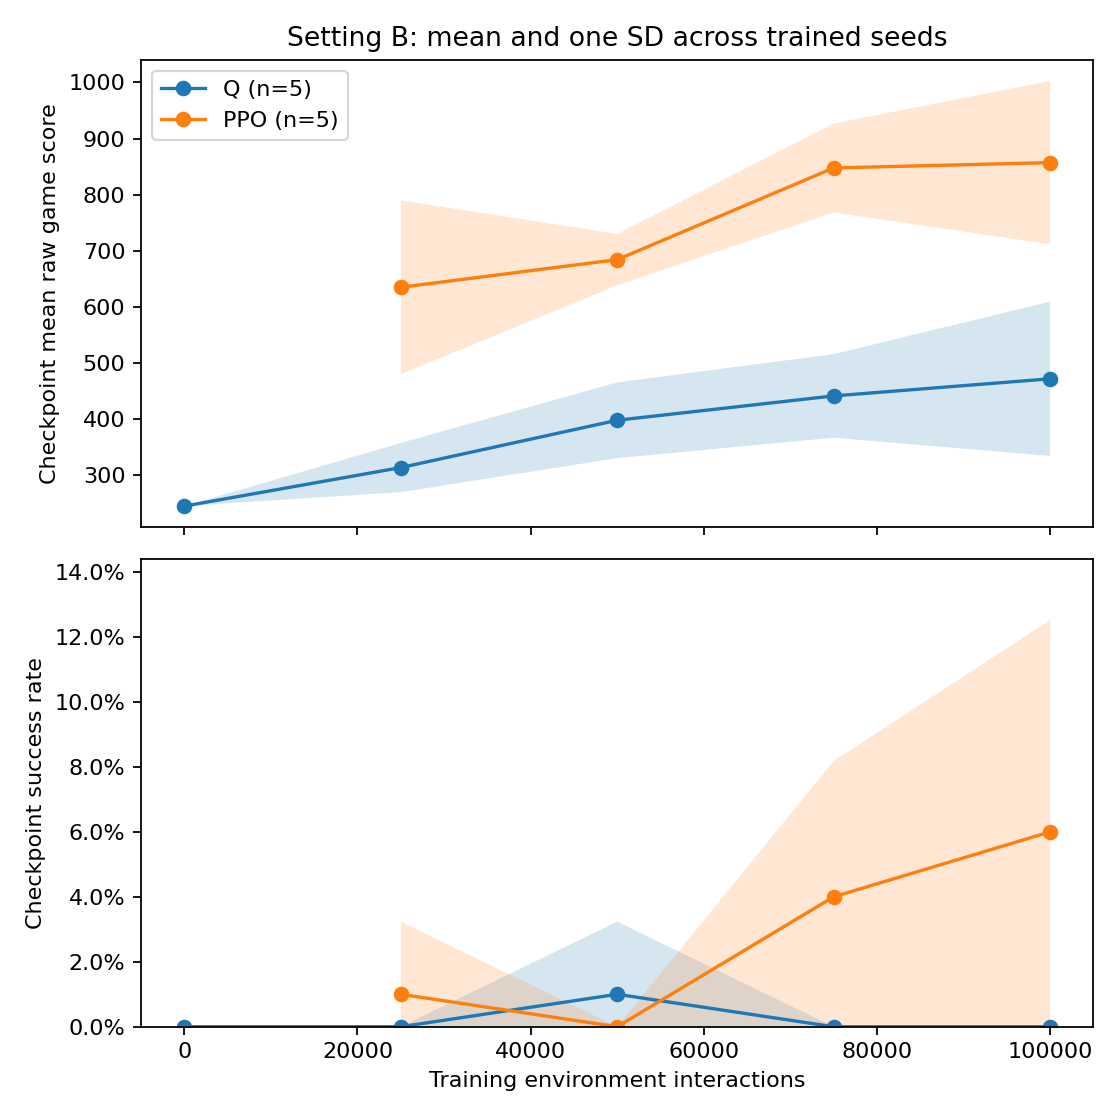 Setting B: mean and one SD across trained seeds
Q (n=5)
PPO (n=5)
Checkpoint mean raw game score
1000
900
800
700
600
500
400
300
Checkpoint success rate
14.0%
12.0%
10.0%
8.0%
6.0%
4.0%
2.0%
0.0%
0 20000 40000 60000 80000 100000
Training environment interactions